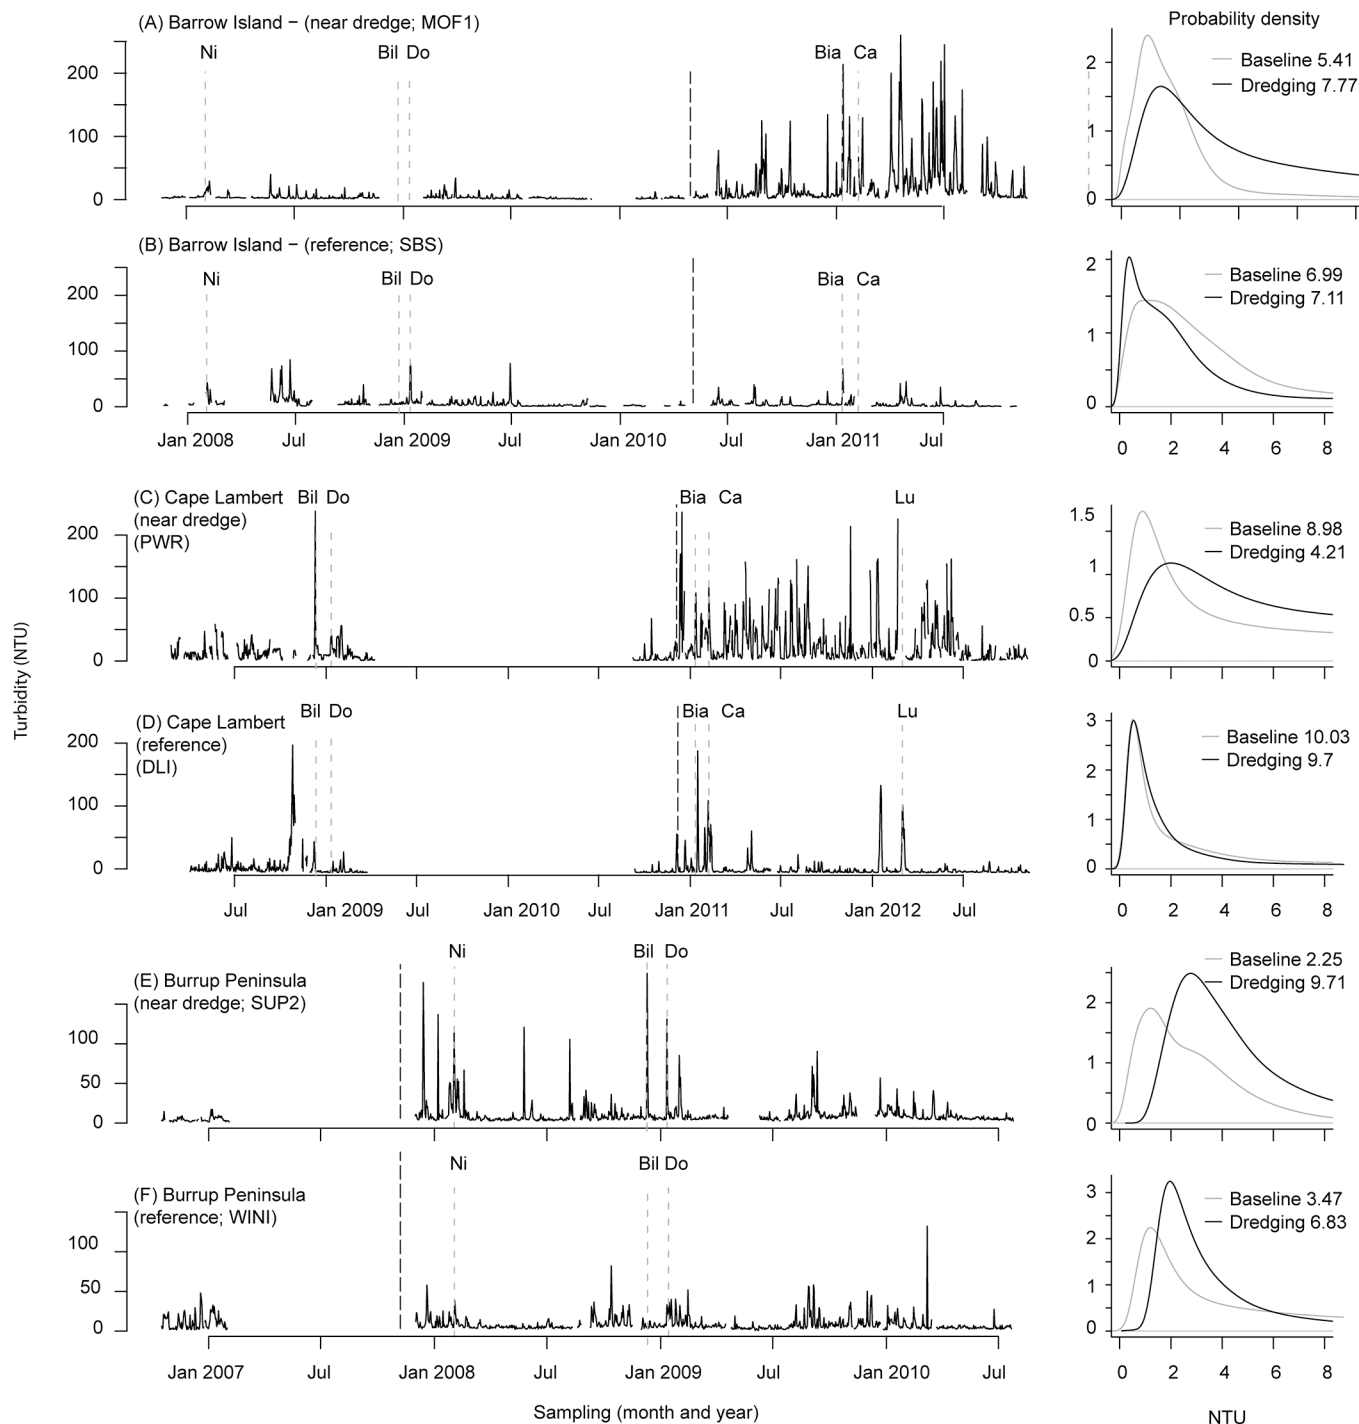 (A) Barrow Island − (near dredge; MOF1)
Probability density
Ni
Bil Do
Bia Ca
200
100
0
2
1
0
Baseline 5.41
Dredging 7.77
(B) Barrow Island − (reference; SBS)
Ni
Bil Do
Bia Ca
200
100
0
2
1
0
Baseline 6.99
Dredging 7.11
Jan 2008 Jul Jan 2009 Jul Jan 2010 Jul Jan 2011 Jul
0 2 4 6 8
(C) Cape Lambert
(near dredge)
(PWR)
Bil Do
Bia Ca
Lu
200
100
0
1.5
1
0.5
0
Baseline 8.98
Dredging 4.21
Turbidity (NTU)
(D) Cape Lambert
(reference)
(DLI)
Bil Do
Bia Ca
Lu
200
100
0
3
2
1
0
Baseline 10.03
Dredging 9.7
Jul Jan 2009 Jul Jan 2010 Jul Jan 2011 Jul Jan 2012 Jul
0 2 4 6 8
(E) Burrup Peninsula
(near dredge; SUP2)
Ni
Bil Do
100
50
0
2
1
0
Baseline 2.25
Dredging 9.71
(F) Burrup Peninsula
(reference; WINI)
Ni
Bil Do
100
50
0
3
2
1
0
Baseline 3.47
Dredging 6.83
Jan 2007 Jul Jan 2008 Jul Jan 2009 Jul Jan 2010 Jul
0 2 4 6 8
Sampling (month and year)
NTU